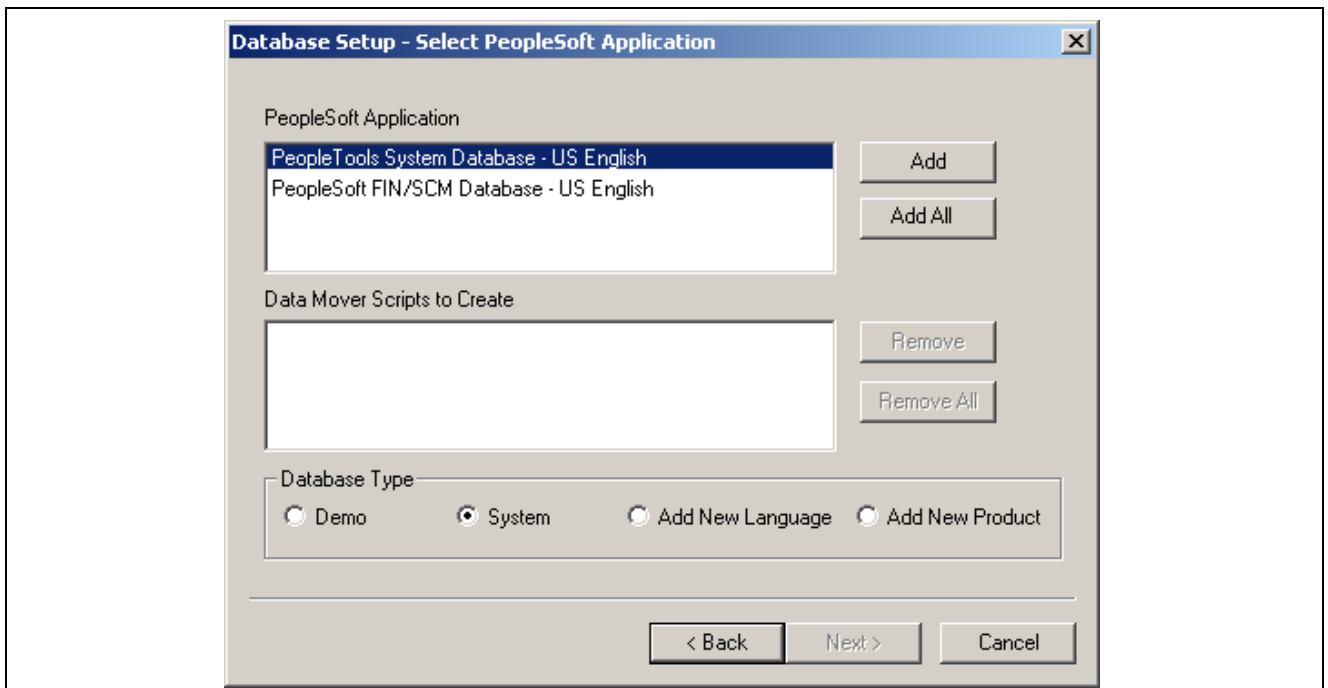 Database Setup - Select PeopleSoft Application
PeopleSoft Application
PeopleTools System Database - US English
PeopleSoft FIN/SCM Database - US English
Add
Add All
Data Mover Scripts to Create
Remove
Remove All
Database Type
Demo System Add New Language Add New Product
< Back Next > Cancel